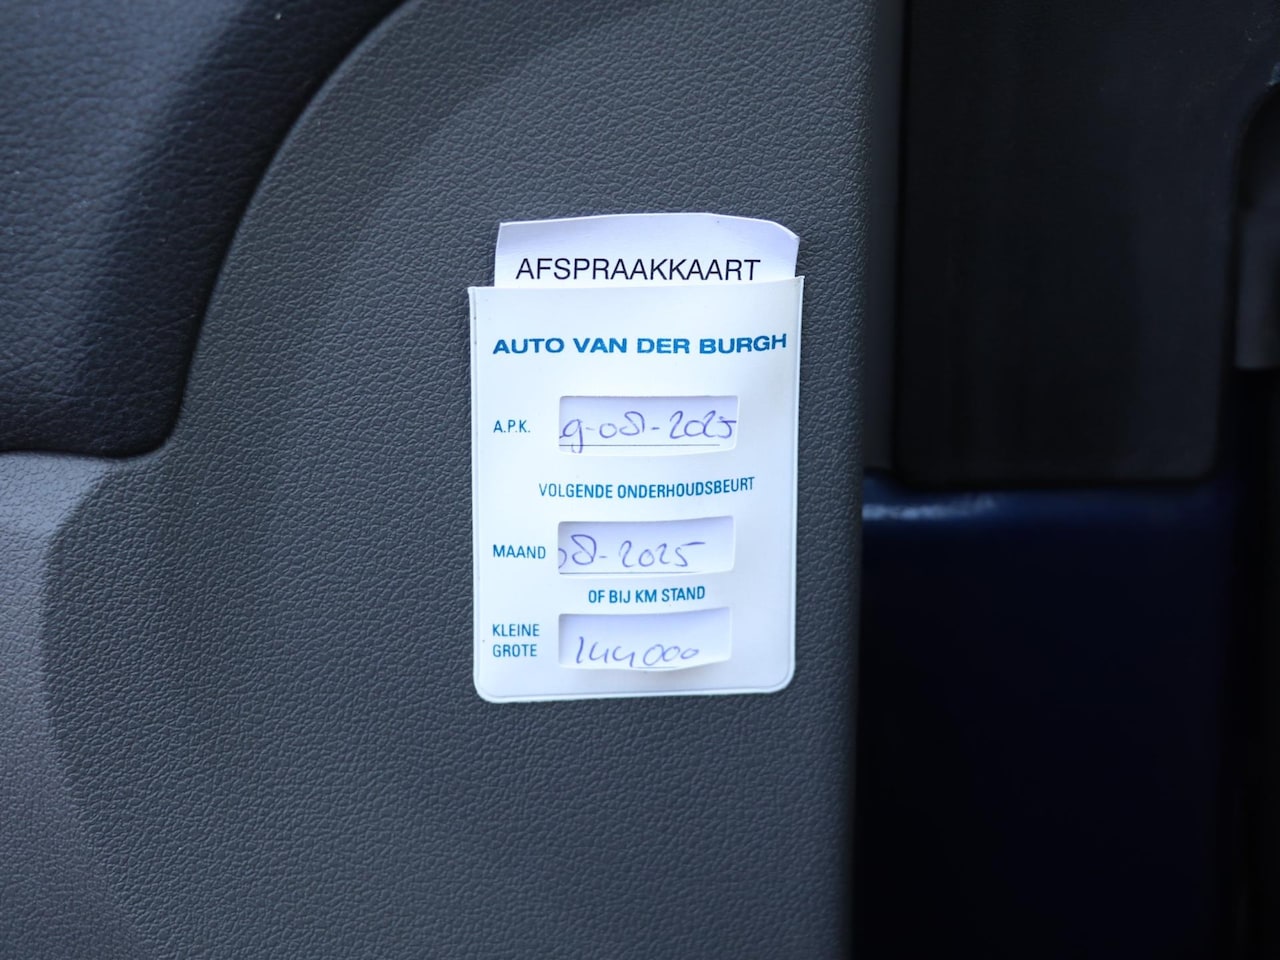 AFSPRAAKKAART
AUTO VAN DER BURGH
A.P.K. 9-08-2025
VOLGENDE ONDERHOUDSBEURT
MAAND 08-2025
OF BIJ KM STAND
KLEINE
GROTE 144000